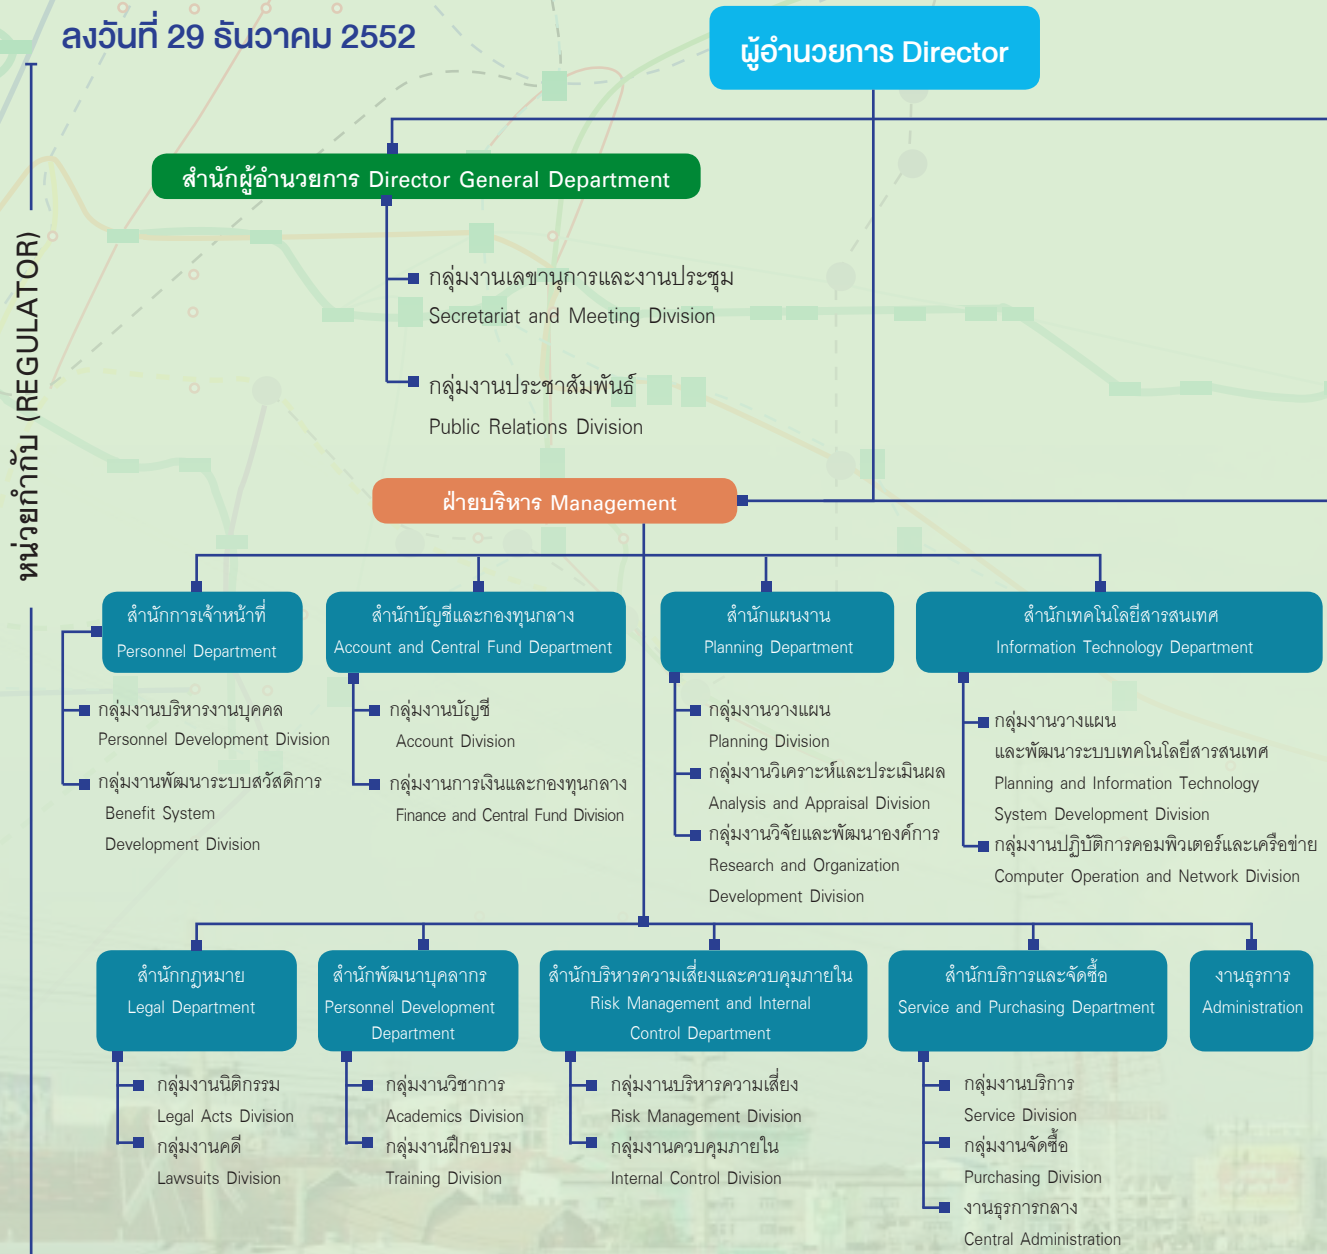 ลงวันที่ 29 ธันวาคม 2552
ผู้อำนวยการ Director
หน่วยกำกับ (REGULATOR)
สำนักผู้อำนวยการ Director General Department
กลุ่มงานเลขานุการและงานประชุม
Secretariat and Meeting Division
กลุ่มงานประชาสัมพันธ์
Public Relations Division
ฝ่ายบริหาร Management
สำนักการเจ้าหน้าที่
Personnel Department
กลุ่มงานบริหารงานบุคคล
Personnel Development Division
กลุ่มงานพัฒนาระบบสวัสดิการ
Benefit System
Development Division
สำนักบัญชีและกองทุนกลาง
Account and Central Fund Department
กลุ่มงานบัญชี
Account Division
กลุ่มงานการเงินและกองทุนกลาง
Finance and Central Fund Division
สำนักแผนงาน
Planning Department
กลุ่มงานวางแผน
Planning Division
กลุ่มงานวิเคราะห์และประเมินผล
Analysis and Appraisal Division
กลุ่มงานวิจัยและพัฒนาองค์การ
Research and Organization
Development Division
สำนักเทคโนโลยีสารสนเทศ
Information Technology Department
กลุ่มงานวางแผน
และพัฒนาระบบเทคโนโลยีสารสนเทศ
Planning and Information Technology
System Development Division
กลุ่มงานปฏิบัติการคอมพิวเตอร์และเครือข่าย
Computer Operation and Network Division
สำนักกฎหมาย
Legal Department
กลุ่มงานนิติกรรม
Legal Acts Division
กลุ่มงานคดี
Lawsuits Division
สำนักพัฒนาบุคลากร
Personnel Development
Department
กลุ่มงานวิชาการ
Academics Division
กลุ่มงานฝึกอบรม
Training Division
สำนักบริหารความเสี่ยงและควบคุมภายใน
Risk Management and Internal
Control Department
กลุ่มงานบริหารความเสี่ยง
Risk Management Division
กลุ่มงานควบคุมภายใน
Internal Control Division
สำนักบริการและจัดซื้อ
Service and Purchasing Department
กลุ่มงานบริการ
Service Division
กลุ่มงานจัดซื้อ
Purchasing Division
งานธุรการกลาง
Central Administration
งานธุรการ
Administration